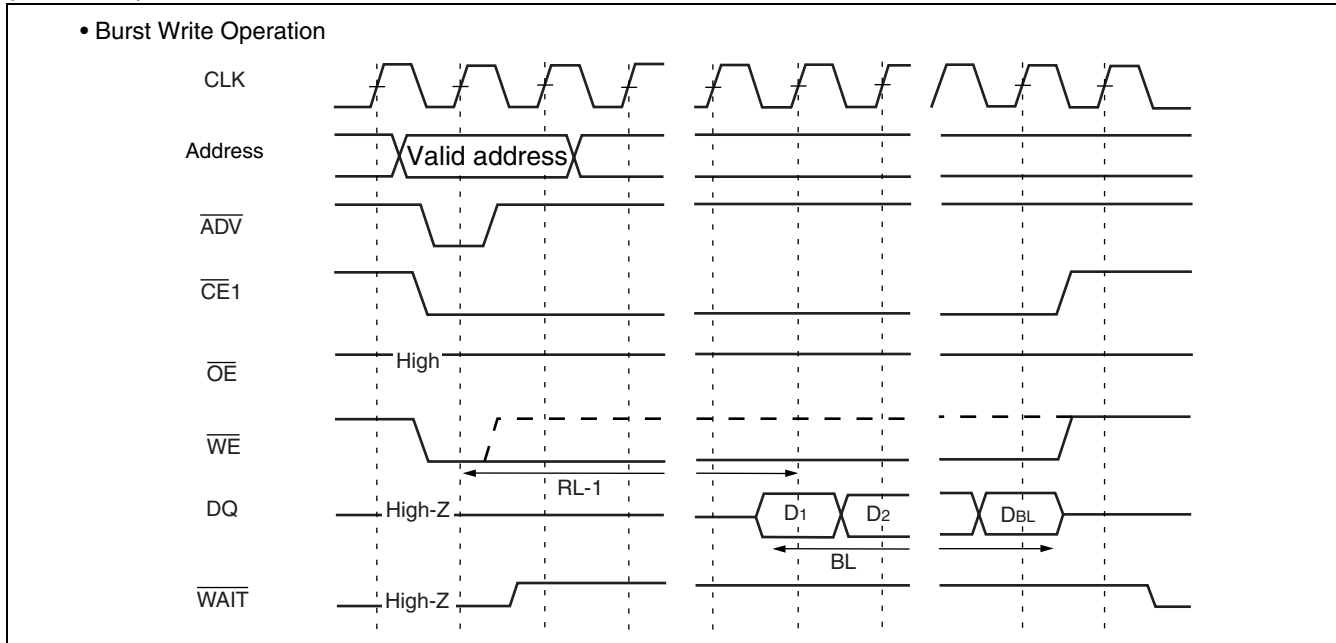 • Burst Write Operation
CLK
Address
Valid address
ADV
CE1
OE
High
WE
RL-1
DQ
High-Z
D1
D2
DBL
BL
WAIT
High-Z